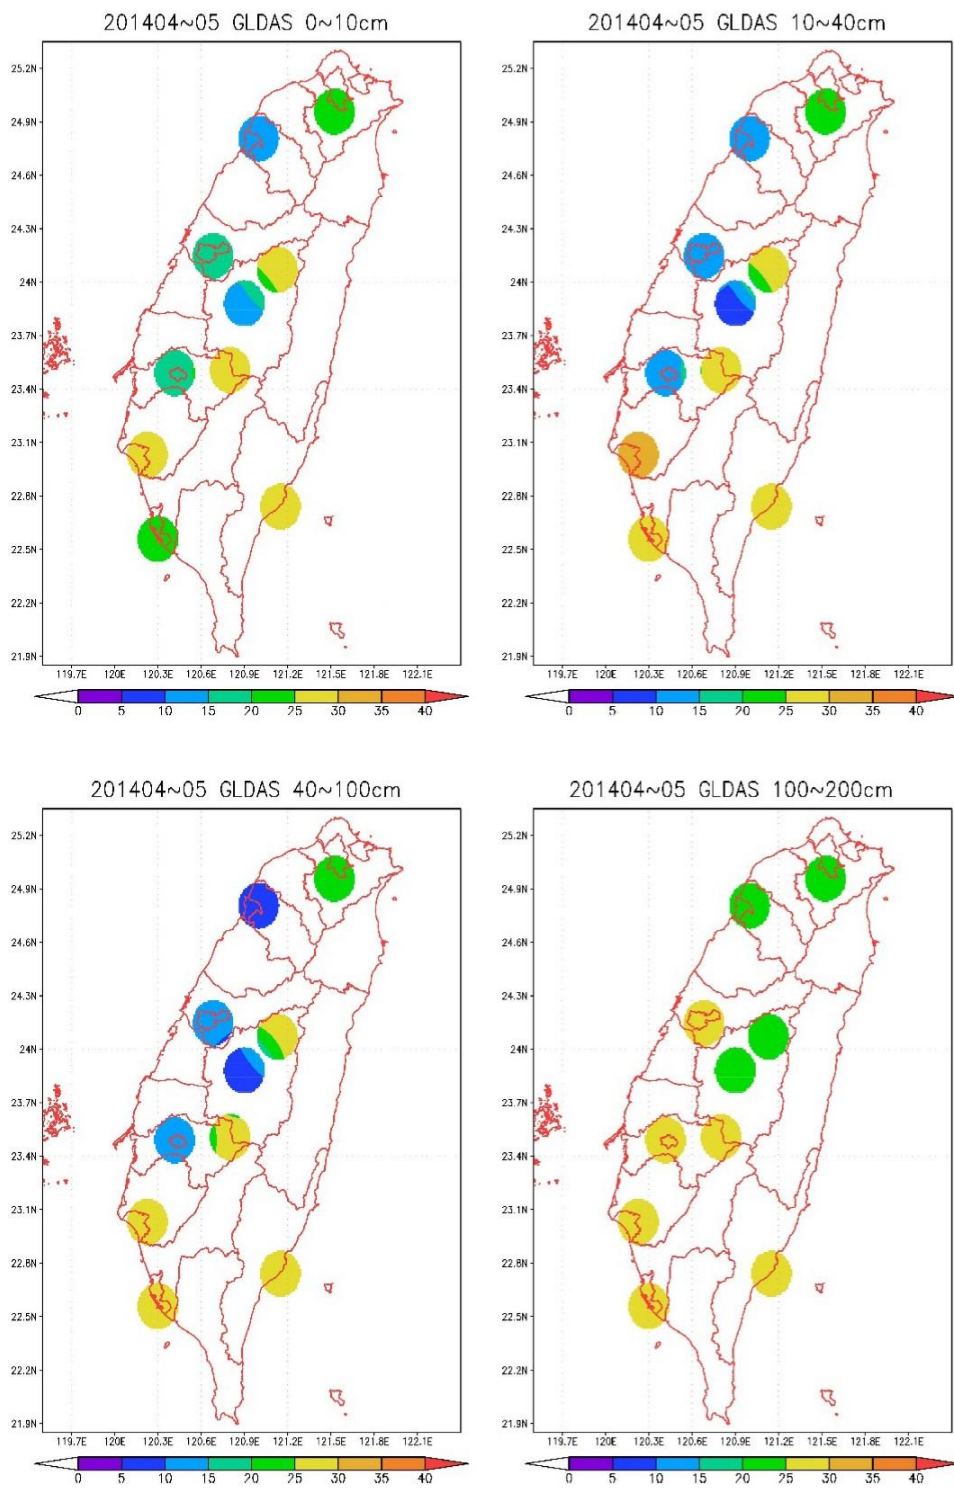 201404~05 GLDAS 0~10cm
201404~05 GLDAS 10~40cm
25.2N
24.9N
24.6N
24.3N
24N
23.7N
23.4N
23.1N
22.8N
22.5N
22.2N
21.9N
119.7E 120E 120.3E 120.6E 120.9E 121.2E 121.5E 121.8E 122.1E
0 5 10 15 20 25 30 35 40
25.2N
24.9N
24.6N
24.3N
24N
23.7N
23.4N
23.1N
22.8N
22.5N
22.2N
21.9N
119.7E 120E 120.3E 120.6E 120.9E 121.2E 121.5E 121.8E 122.1E
0 5 10 15 20 25 30 35 40
201404~05 GLDAS 40~100cm
201404~05 GLDAS 100~200cm
25.2N
24.9N
24.6N
24.3N
24N
23.7N
23.4N
23.1N
22.8N
22.5N
22.2N
21.9N
119.7E 120E 120.3E 120.6E 120.9E 121.2E 121.5E 121.8E 122.1E
0 5 10 15 20 25 30 35 40
25.2N
24.9N
24.6N
24.3N
24N
23.7N
23.4N
23.1N
22.8N
22.5N
22.2N
21.9N
119.7E 120E 120.3E 120.6E 120.9E 121.2E 121.5E 121.8E 122.1E
0 5 10 15 20 25 30 35 40